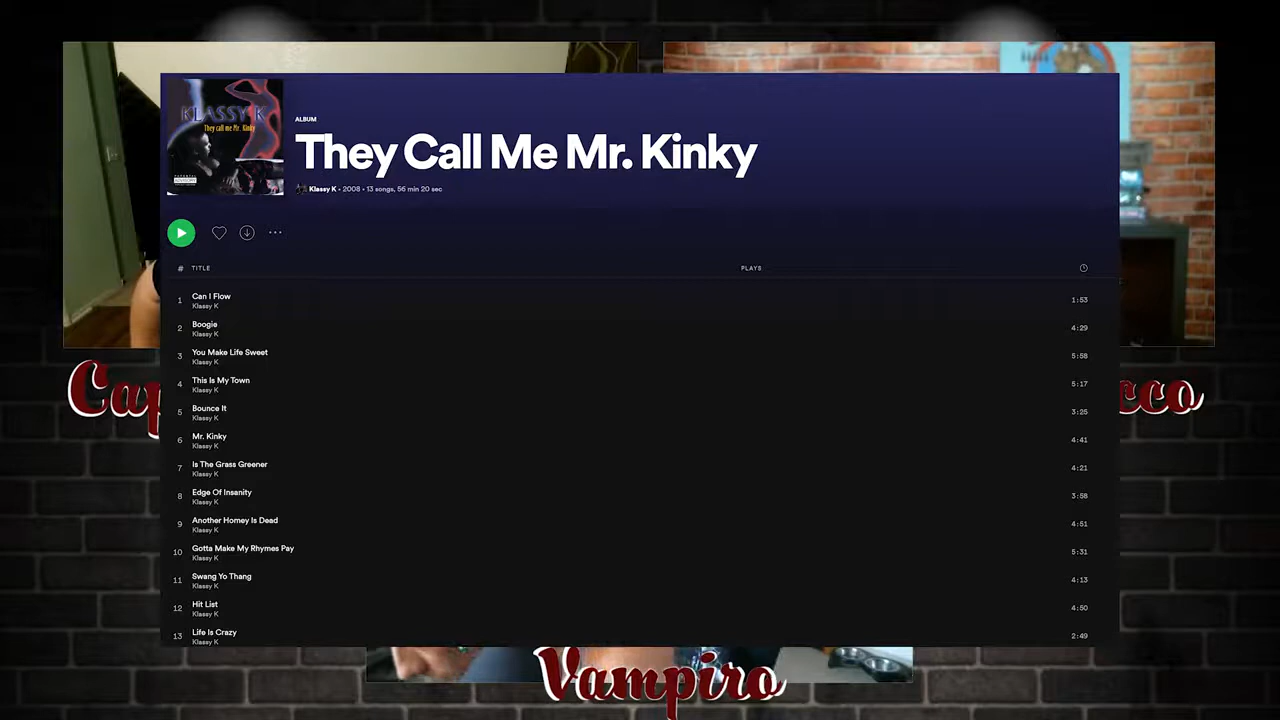 KLASSY K
They call me Mr. Kinky
ALBUM
They Call Me Mr. Kinky
Klassy K • 2008 • 13 songs, 56 min 20 sec
# TITLE PLAYS
1 Can I Flow 1:53
Klassy K
2 Boogie 4:29
Klassy K
3 You Make Life Sweet 5:58
Klassy K
4 This Is My Town 5:17
Klassy K
5 Bounce It 3:25
Klassy K
6 Mr. Kinky 4:41
Klassy K
7 Is The Grass Greener 4:21
Klassy K
8 Edge Of Insanity 3:58
Klassy K
9 Another Homey Is Dead 4:51
Klassy K
10 Gotta Make My Rhymes Pay 5:31
Klassy K
11 Swang Yo Thang 4:13
Klassy K
12 Hit List 4:50
Klassy K
13 Life Is Crazy 2:49
Klassy K
Cap
cco
Vampiro